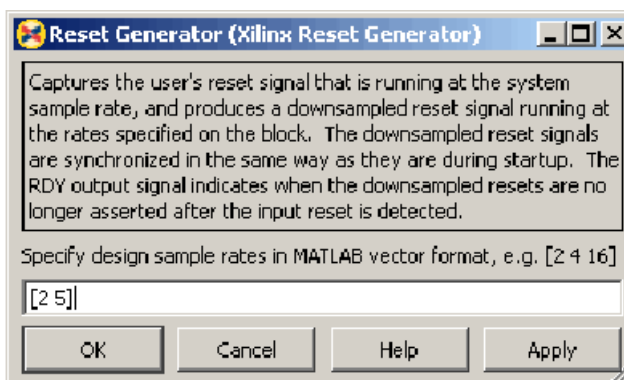 Reset Generator (Xilinx Reset Generator)
Captures the user's reset signal that is running at the system
sample rate, and produces a downsampled reset signal running at
the rates specified on the block. The downsampled reset signals
are synchronized in the same way as they are during startup. The
RDY output signal indicates when the downsampled resets are no
longer asserted after the input reset is detected.
Specify design sample rates in MATLAB vector format, e.g. [2 4 16]
[2 5]
OK Cancel Help Apply